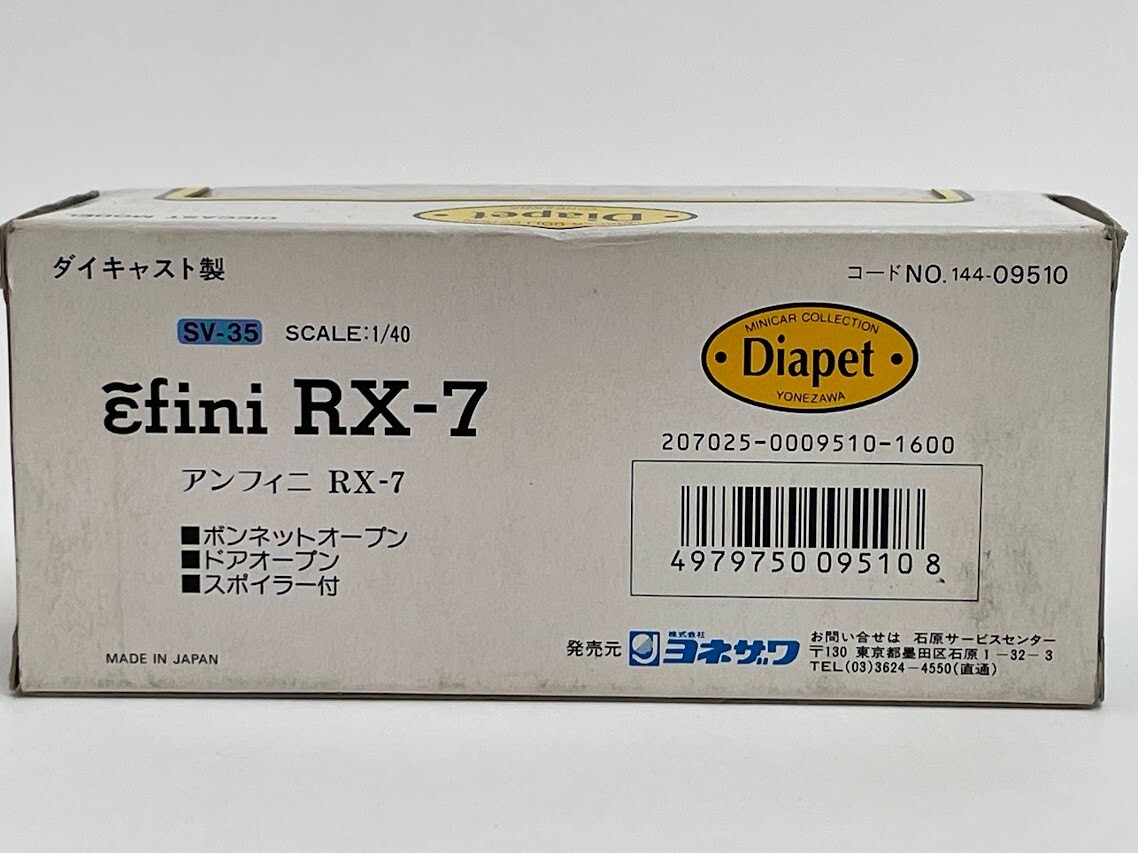 DIECAST MODEL
Diapet
YONEZAWA
ダイキャスト製
コードNO. 144-09510
SV-35 SCALE:1/40
MINICAR COLLECTION
Diapet
YONEZAWA
ɛ̃fini RX-7
207025-0009510-1600
アンフィニ RX-7
■ボンネットオープン
■ドアオープン
■スポイラー付
4979750 09510 8
MADE IN JAPAN
発売元 株式会社 ヨネザワ
お問い合せは 石原サービスセンター
〒130 東京都墨田区石原1-32-3
TEL(03)3624-4550(直通)